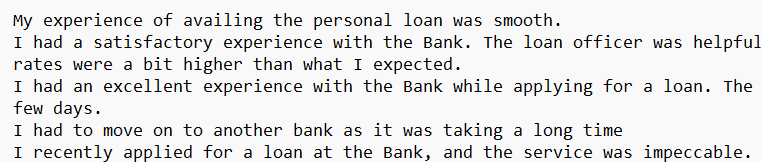 My experience of availing the personal loan was smooth.
I had a satisfactory experience with the Bank. The loan officer was helpful
rates were a bit higher than what I expected.
I had an excellent experience with the Bank while applying for a loan. The
few days.
I had to move on to another bank as it was taking a long time
I recently applied for a loan at the Bank, and the service was impeccable.